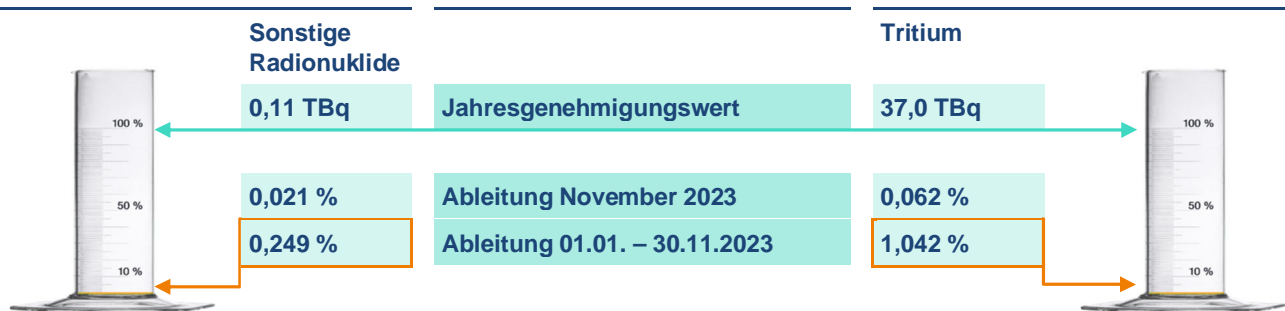 Sonstige
Radionuklide
Tritium
0,11 TBq Jahresgenehmigungswert 37,0 TBq
100 % 100 %
0,021 % Ableitung November 2023 0,062 %
50 % 50 %
0,249 % Ableitung 01.01. – 30.11.2023 1,042 %
10 % 10 %